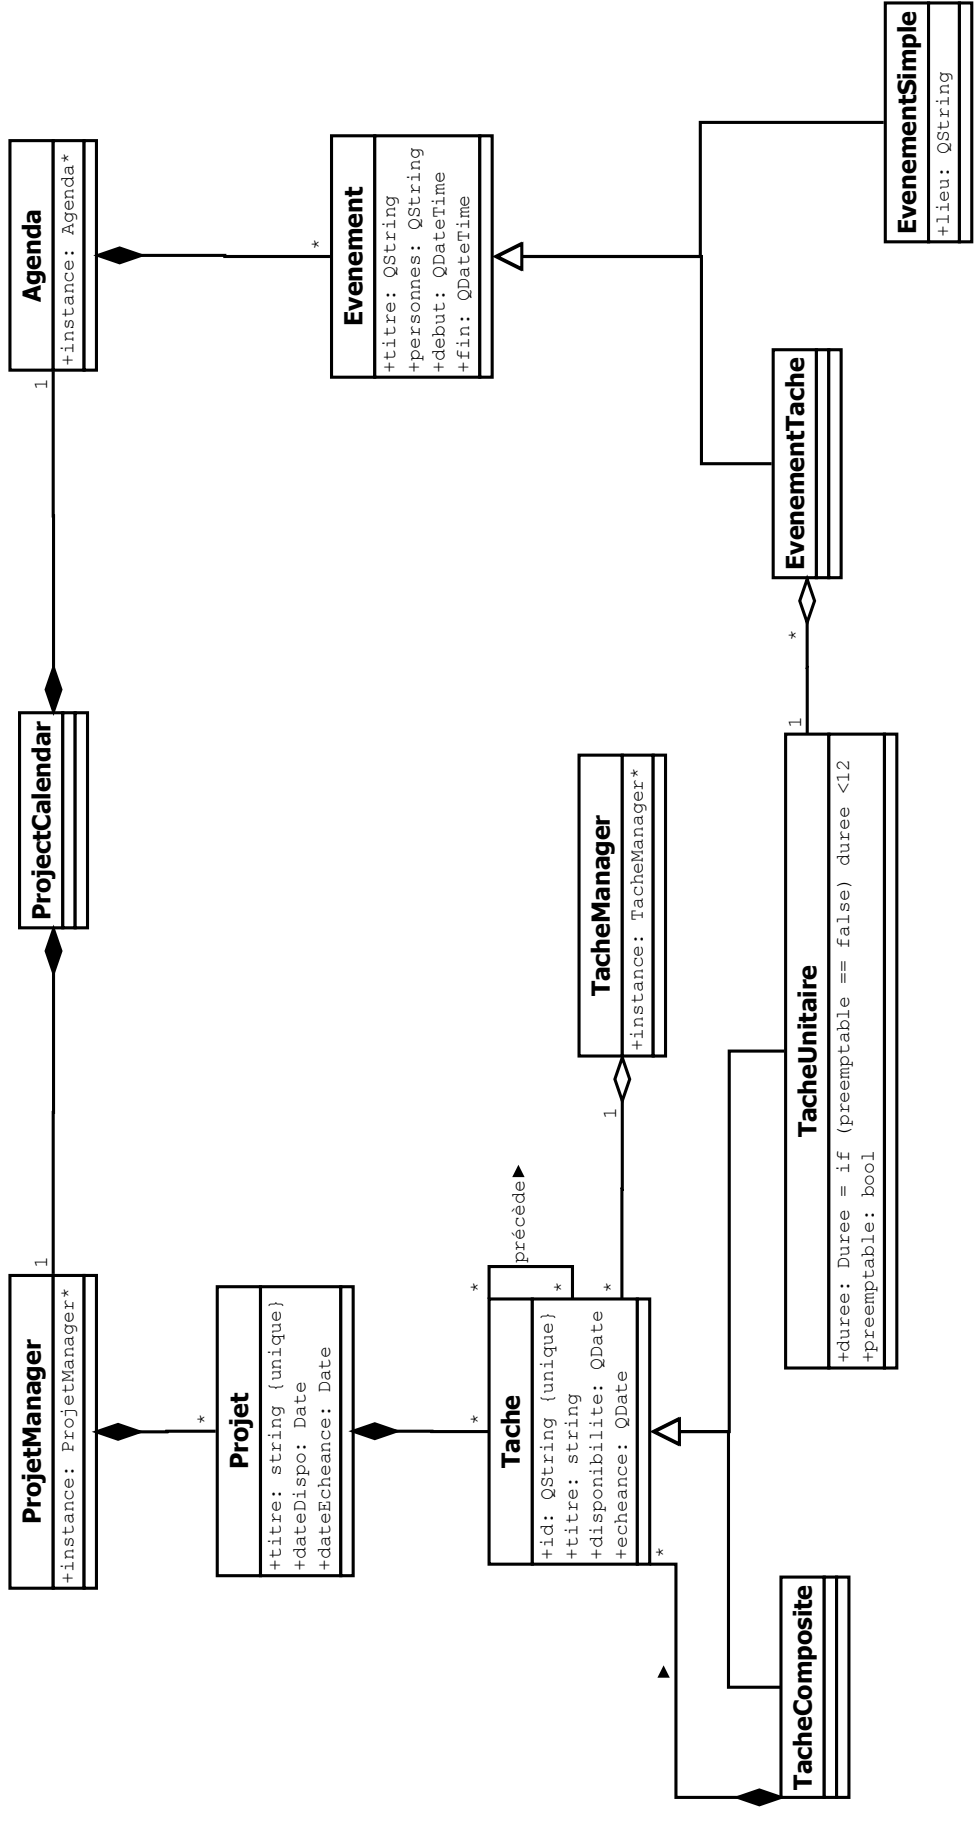 ProjetManager
+instance: ProjetManager*
1
*
ProjectCalendar
1
Agenda
+instance: Agenda*
*
Projet
+titre: string {unique}
+dateDispo: Date
+dateEcheance: Date
*
Evenement
+titre: QString
+personnes: QString
+debut: QDateTime
+fin: QDateTime
Tache
+id: QString {unique}
+titre: string
+disponibilite: QDate
+echeance: QDate
*
*
précède▶
*
1
TacheManager
+instance: TacheManager*
*
▶
TacheComposite
TacheUnitaire
+duree: Duree = if (preemptable == false) duree <12
+preemptable: bool
1
*
EvenementTache
EvenementSimple
+lieu: QString